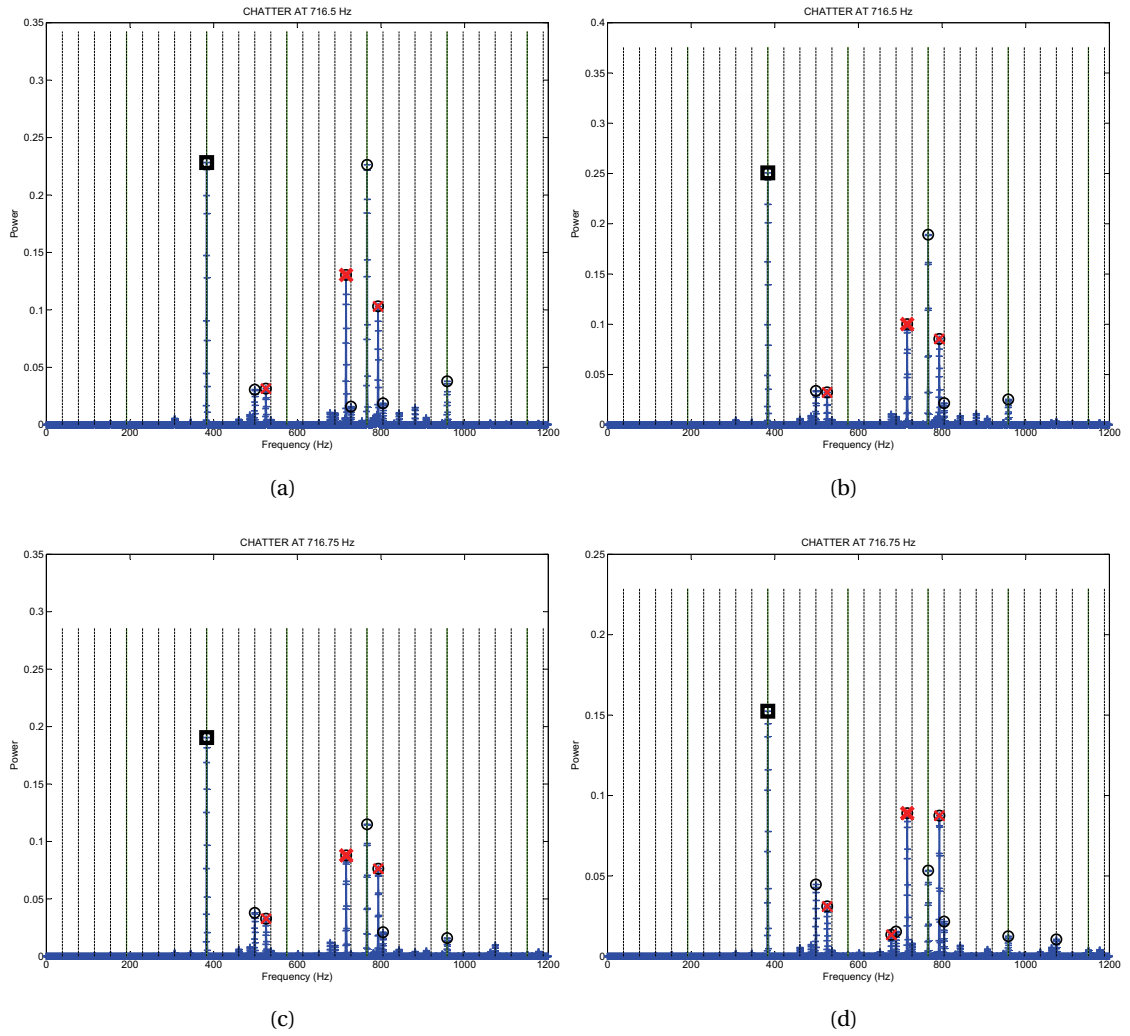 CHATTER AT 716.5 Hz
0.35
0.3
0.25
0.2
0.15
0.1
0.05
0
Power
0 200 400 600 800 1000 1200
Frequency (Hz)
(a)
CHATTER AT 716.5 Hz
0.4
0.35
0.3
0.25
0.2
0.15
0.1
0.05
0
Power
0 200 400 600 800 1000 1200
Frequency (Hz)
(b)
CHATTER AT 716.75 Hz
0.35
0.3
0.25
0.2
0.15
0.1
0.05
0
Power
0 200 400 600 800 1000 1200
Frequency (Hz)
(c)
CHATTER AT 716.75 Hz
0.25
0.2
0.15
0.1
0.05
0
Power
0 200 400 600 800 1000 1200
Frequency (Hz)
(d)